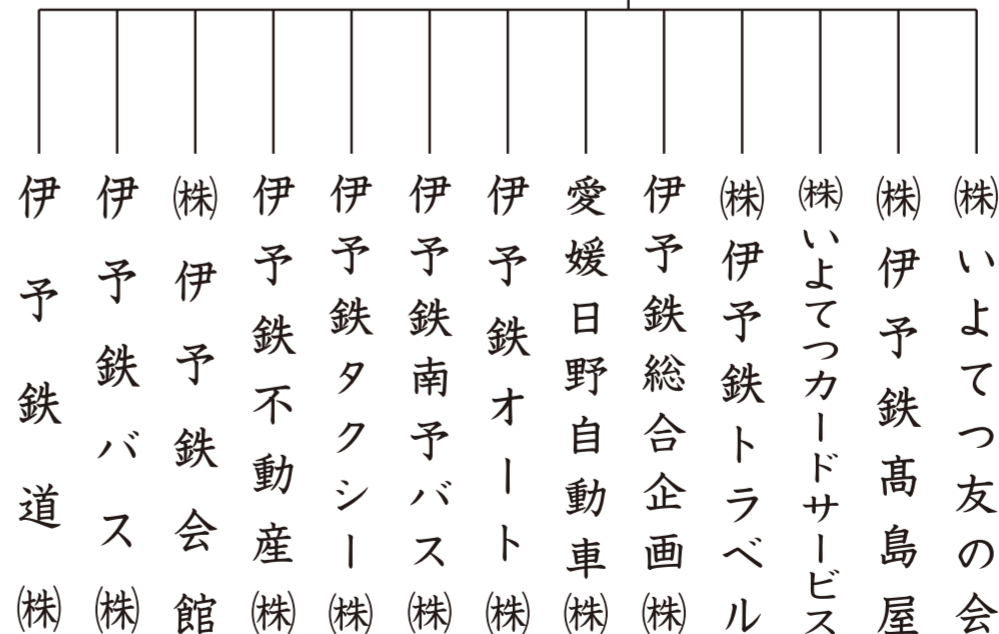 ㈱いよてつ友の会
㈱伊予鉄髙島屋
㈱いよてつカードサービス
㈱伊予鉄トラベル
伊予鉄総合企画㈱
愛媛日野自動車㈱
伊予鉄オート㈱
伊予鉄南予バス㈱
伊予鉄タクシー㈱
伊予鉄不動産㈱
㈱伊予鉄会館
伊予鉄バス㈱
伊予鉄道㈱